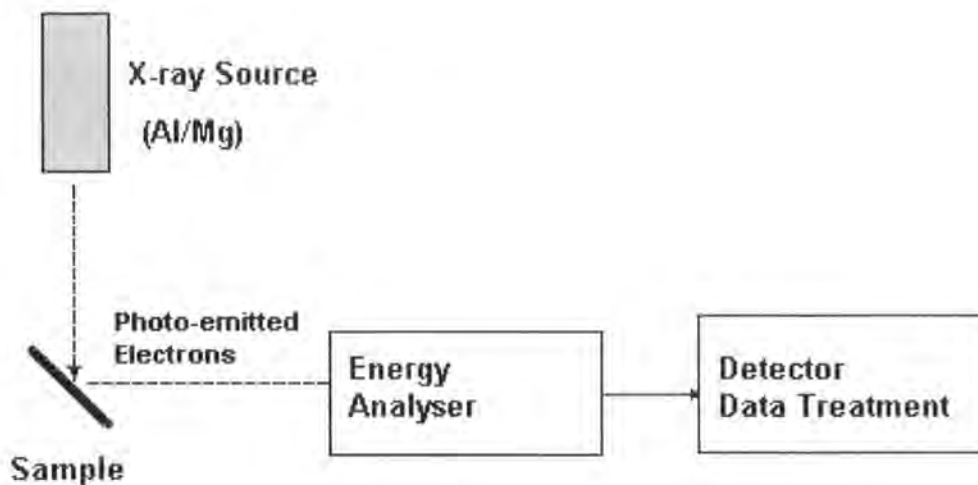 X-ray Source
(Al/Mg)
Photo-emitted
Electrons
Energy
Analyser
Detector
Data Treatment
Sample